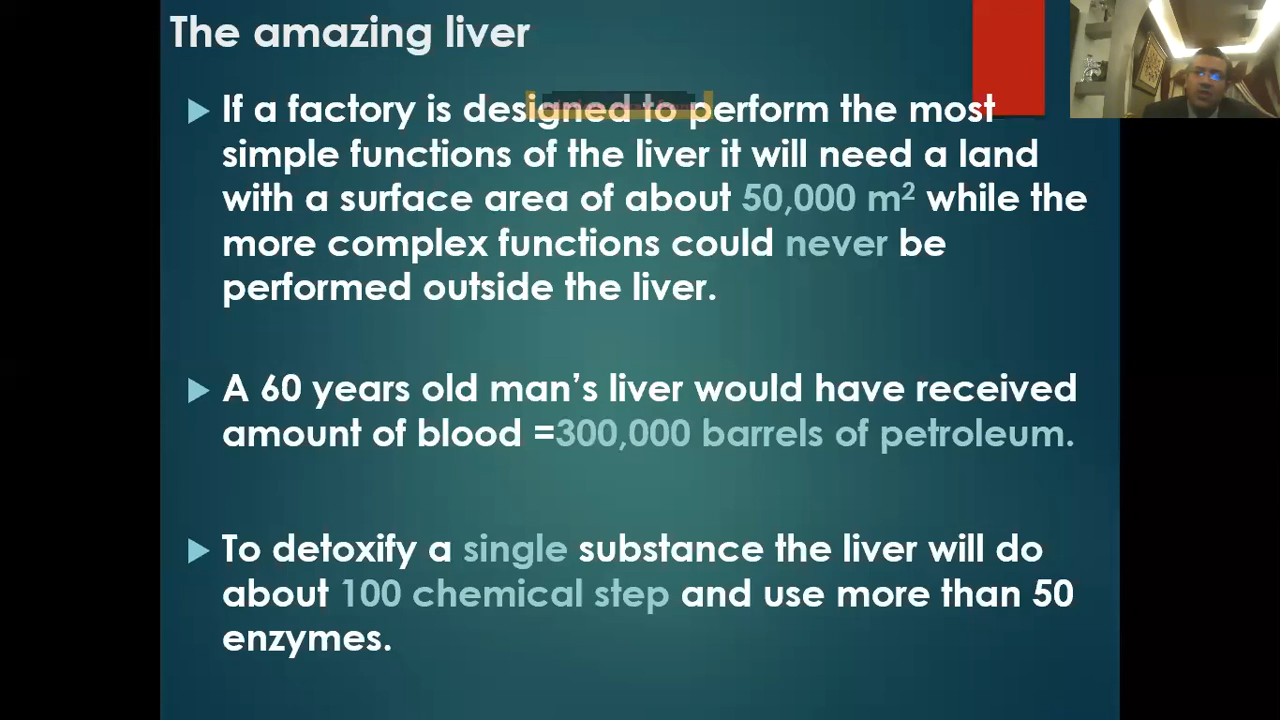 The amazing liver
If a factory is designed to perform the most
simple functions of the liver it will need a land
with a surface area of about 50,000 m² while the
more complex functions could never be
performed outside the liver.
A 60 years old man’s liver would have received
amount of blood =300,000 barrels of petroleum.
To detoxify a single substance the liver will do
about 100 chemical step and use more than 50
enzymes.